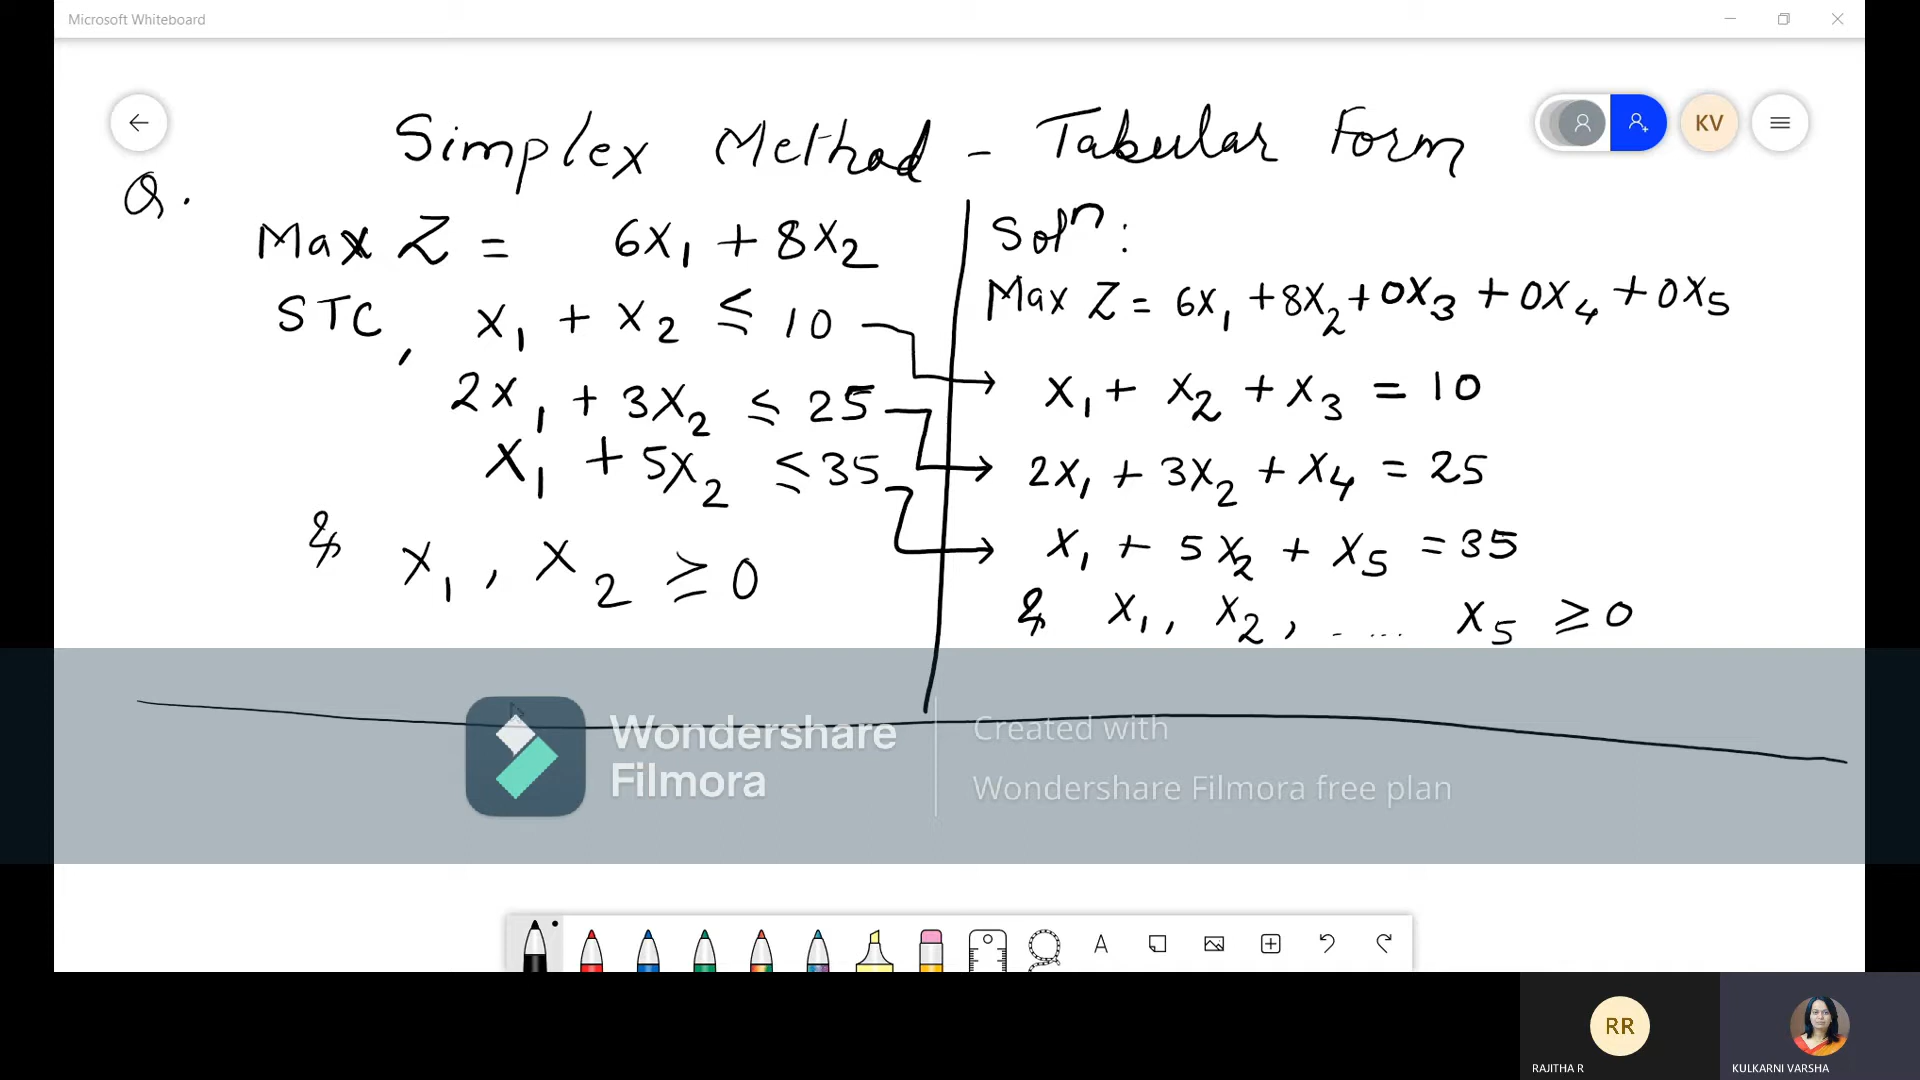 Microsoft Whiteboard
Simplex Method - Tabular Form
KV
Q.
Max Z = 6x₁ + 8x₂
STC, x₁ + x₂ ≤ 10
2x₁ + 3x₂ ≤ 25
x₁ + 5x₂ ≤ 35
& x₁, x₂ ≥ 0
Solⁿ:
Max Z = 6x₁ + 8x₂ + 0x₃ + 0x₄ + 0x₅
x₁ + x₂ + x₃ = 10
2x₁ + 3x₂ + x₄ = 25
x₁ + 5x₂ + x₅ = 35
& x₁, x₂, ..... x₅ ≥ 0
Wondershare
Filmora
Created with
Wondershare Filmora free plan
A
RR
RAJITHA R
KULKARNI VARSHA